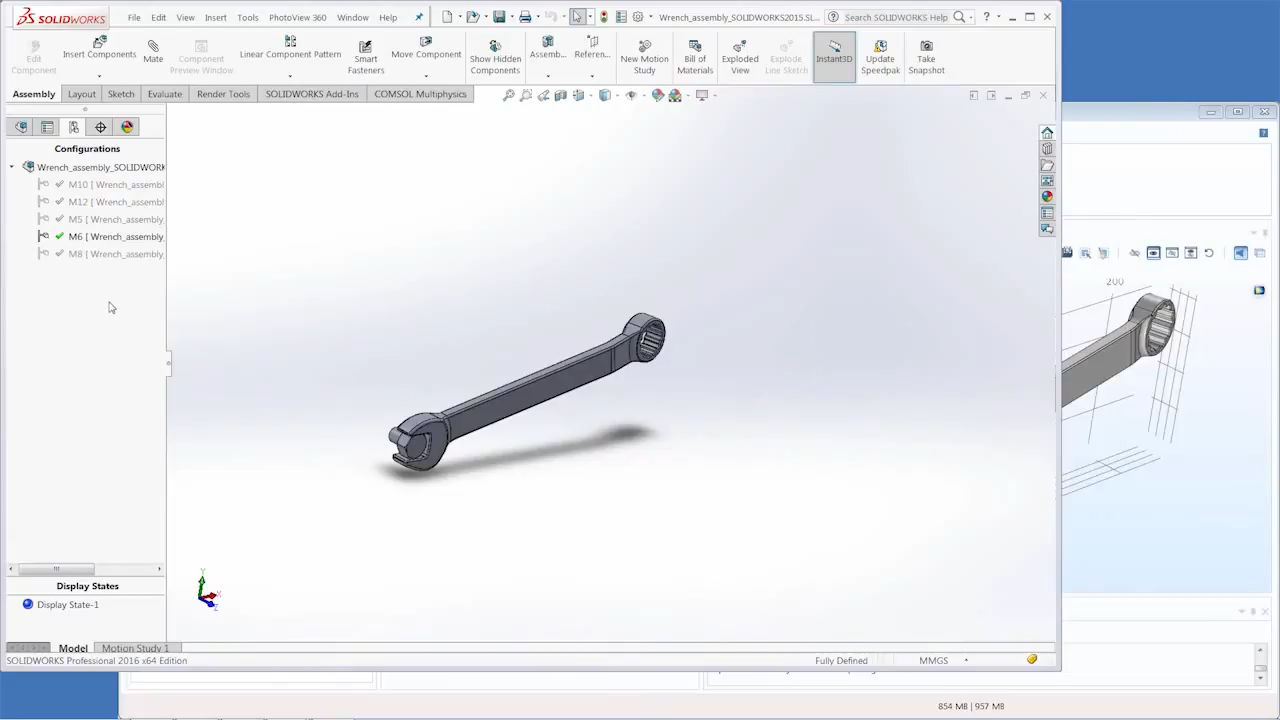 SOLIDWORKS File Edit View Insert Tools PhotoView 360 Window Help Wrench_assembly_SOLIDWORKS2015.SL... Search SOLIDWORKS Help
Edit Component
Insert Components
Mate
Component Preview Window
Linear Component Pattern
Smart Fasteners
Move Component
Show Hidden Components
Assemb...
Referen...
New Motion Study
Bill of Materials
Exploded View
Explode Line Sketch
Instant3D
Update Speedpak
Take Snapshot
Assembly Layout Sketch Evaluate Render Tools SOLIDWORKS Add-Ins COMSOL Multiphysics
Configurations
Wrench_assembly_SOLIDWORK
M10 [ Wrench_assembl
M12 [ Wrench_assembl
M5 [ Wrench_assembly_
M6 [ Wrench_assembly_
M8 [ Wrench_assembly_
200
Y
X
Z
Display States
Display State-1
Model Motion Study 1
SOLIDWORKS Professional 2016 x64 Edition Fully Defined MMGS
854 MB | 957 MB